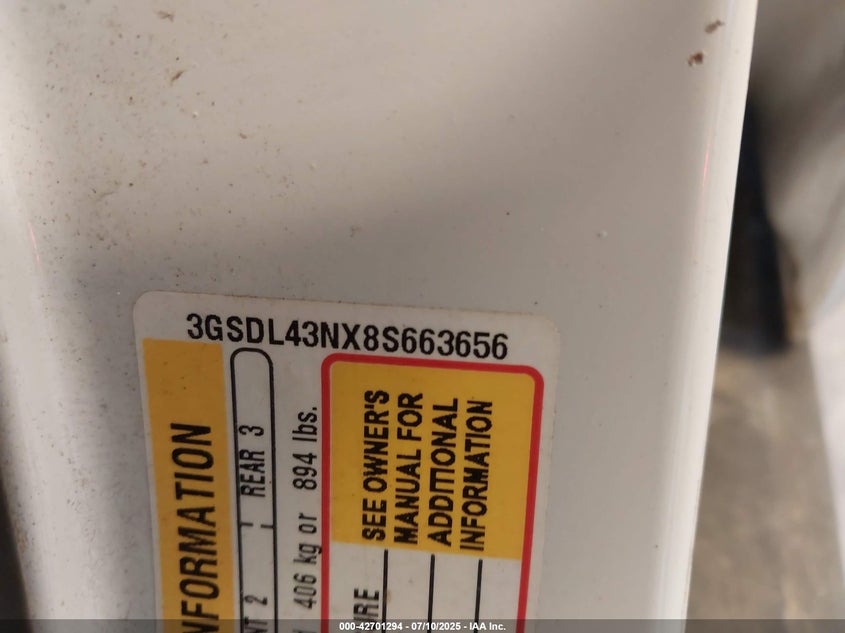 3GSDL43NX8S663656
NFORMATION
NT 2 REAR 3
406 kg or 894 lbs.
SEE OWNER'S
MANUAL FOR
ADDITIONAL
INFORMATION
000-42701294 - 07/10/2025 - IAA Inc.